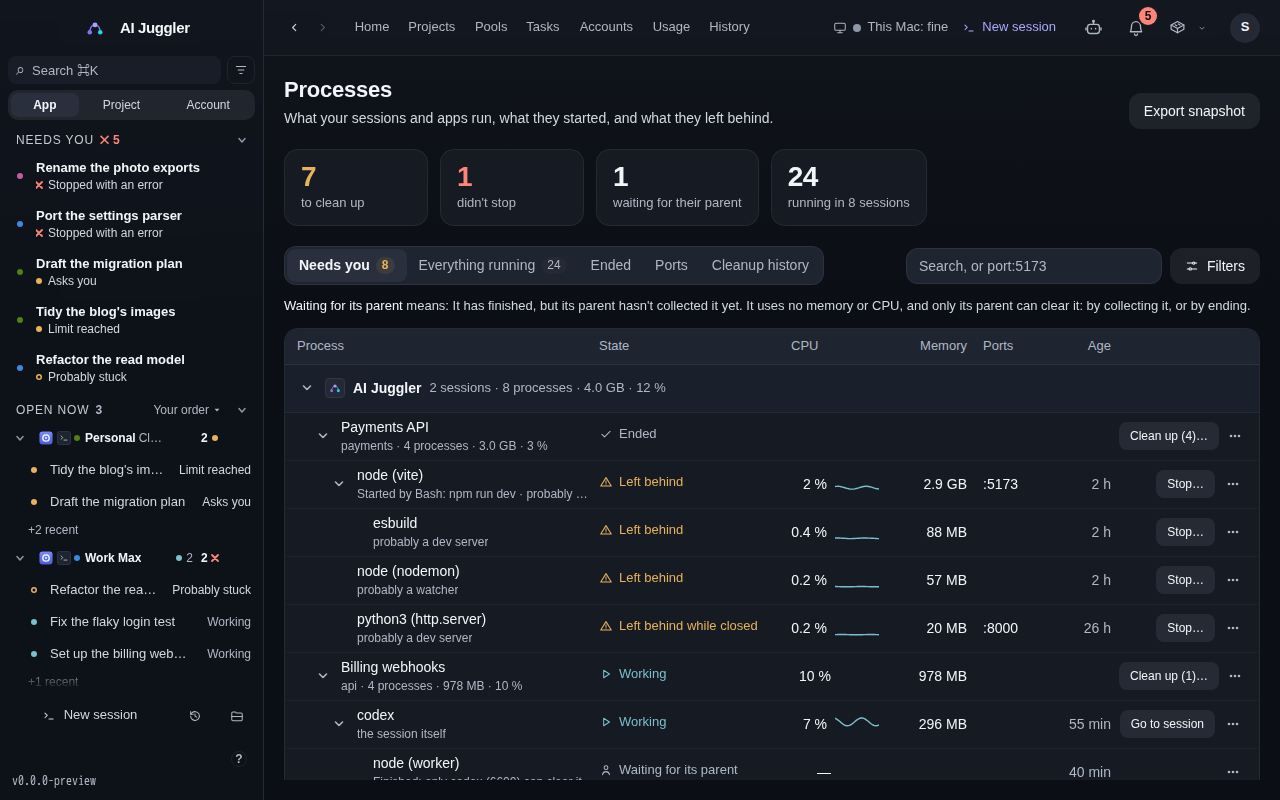 AI Juggler
Search ⌘K
App Project Account
NEEDS YOU 5
Rename the photo exports
Stopped with an error
Port the settings parser
Stopped with an error
Draft the migration plan
Asks you
Tidy the blog's images
Limit reached
Refactor the read model
Probably stuck
OPEN NOW 3 Your order
Personal Cl… 2
Tidy the blog's im… Limit reached
Draft the migration plan Asks you
+2 recent
Work Max 2 2
Refactor the rea… Probably stuck
Fix the flaky login test Working
Set up the billing web… Working
+1 recent
New session
?
v0.0.0-preview
Home Projects Pools Tasks Accounts Usage History This Mac: fine New session 5 S
Processes
What your sessions and apps run, what they started, and what they left behind.
Export snapshot
7
to clean up
1
didn't stop
1
waiting for their parent
24
running in 8 sessions
Needs you 8 Everything running 24 Ended Ports Cleanup history
Search, or port:5173
Filters
Waiting for its parent means: It has finished, but its parent hasn't collected it yet. It uses no memory or CPU, and only its parent can clear it: by collecting it, or by ending.
Process State CPU Memory Ports Age
AI Juggler 2 sessions · 8 processes · 4.0 GB · 12 %
Payments API Ended Clean up (4)…
payments · 4 processes · 3.0 GB · 3 %
node (vite) Left behind 2 % 2.9 GB :5173 2 h Stop…
Started by Bash: npm run dev · probably …
esbuild Left behind 0.4 % 88 MB 2 h Stop…
probably a dev server
node (nodemon) Left behind 0.2 % 57 MB 2 h Stop…
probably a watcher
python3 (http.server) Left behind while closed 0.2 % 20 MB :8000 26 h Stop…
probably a dev server
Billing webhooks Working 10 % 978 MB Clean up (1)…
api · 4 processes · 978 MB · 10 %
codex Working 7 % 296 MB 55 min Go to session
the session itself
node (worker) Waiting for its parent — 40 min
Finished; only codex (6600) can clear it